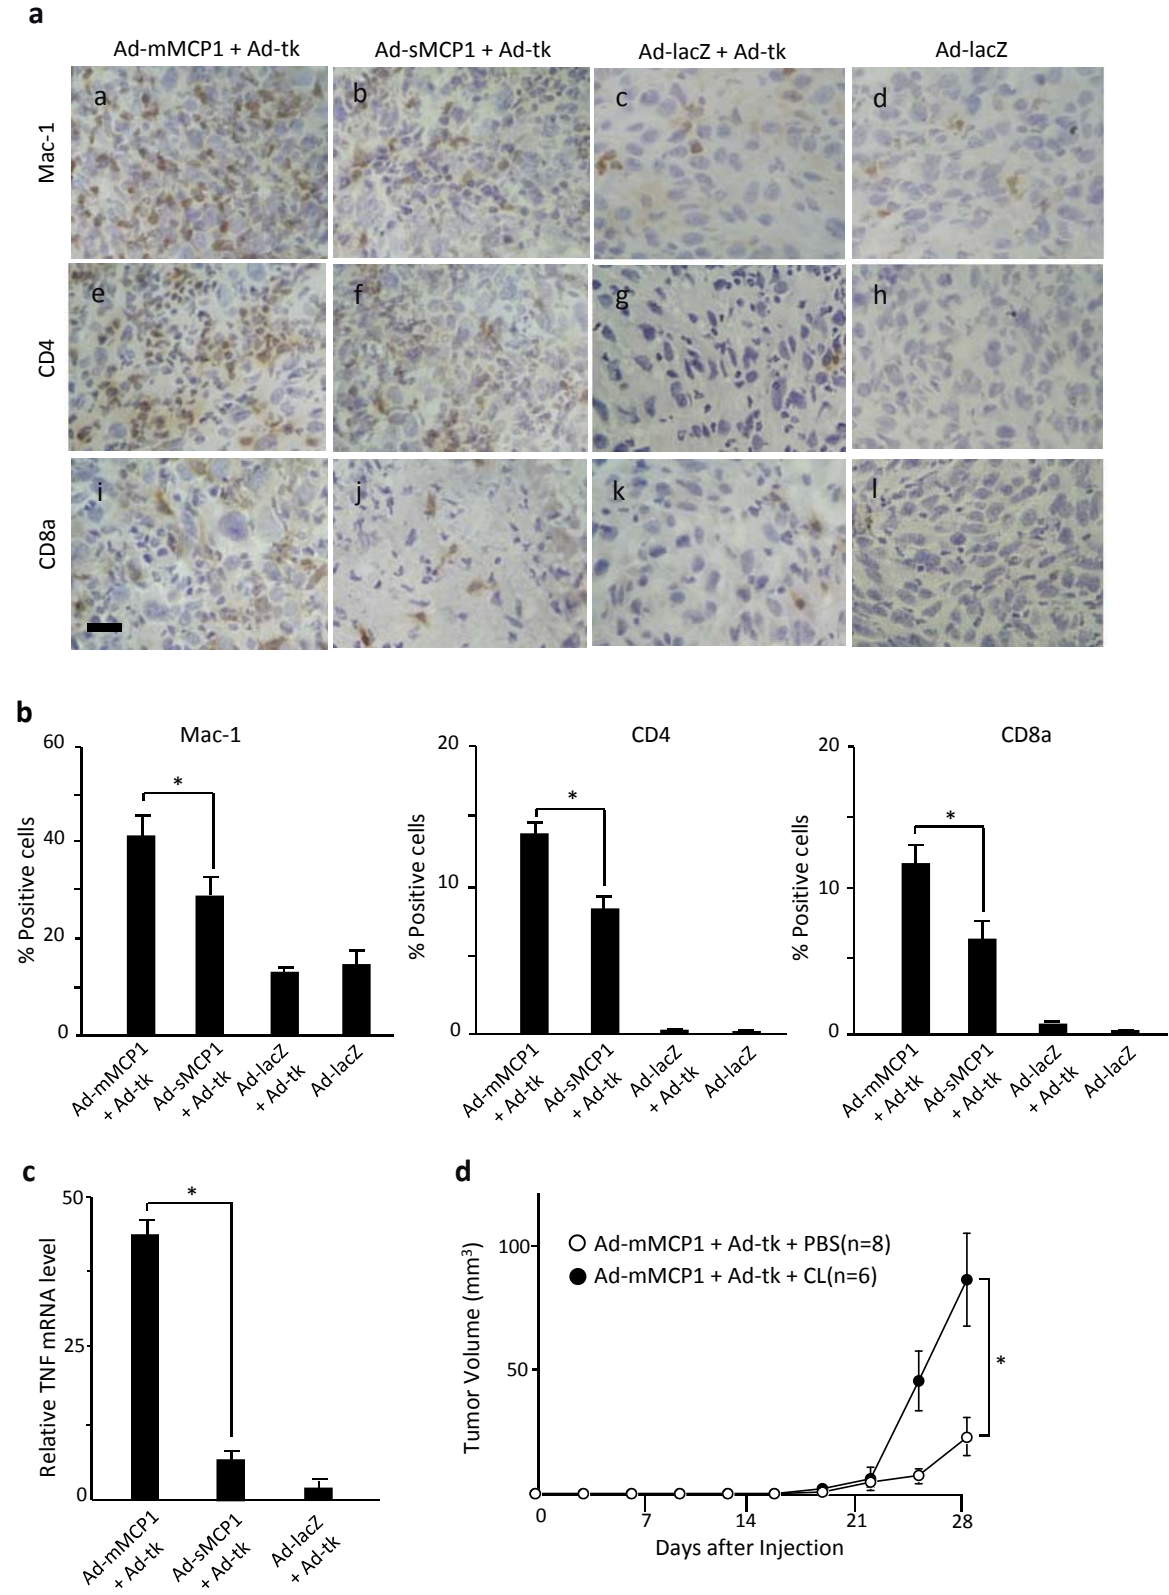 a
Ad-mMCP1 + Ad-tk
Ad-sMCP1 + Ad-tk
Ad-lacZ + Ad-tk
Ad-lacZ
Mac-1
a
b
c
d
CD4
e
f
g
h
CD8a
i
j
k
l
b
Mac-1
60
40
20
0
% Positive cells
Ad-mMCP1
+ Ad-tk
Ad-sMCP1
+ Ad-tk
Ad-lacZ
+ Ad-tk
Ad-lacZ
*
CD4
20
10
0
% Positive cells
Ad-mMCP1
+ Ad-tk
Ad-sMCP1
+ Ad-tk
Ad-lacZ
+ Ad-tk
Ad-lacZ
*
CD8a
20
10
0
% Positive cells
Ad-mMCP1
+ Ad-tk
Ad-sMCP1
+ Ad-tk
Ad-lacZ
+ Ad-tk
Ad-lacZ
*
c
50
25
0
Relative TNF mRNA level
*
Ad-mMCP1
+ Ad-tk
Ad-sMCP1
+ Ad-tk
Ad-lacZ
+ Ad-tk
d
100
50
Tumor Volume (mm³)
Ad-mMCP1 + Ad-tk + PBS(n=8)
Ad-mMCP1 + Ad-tk + CL(n=6)
*
0
7
14
21
28
Days after Injection